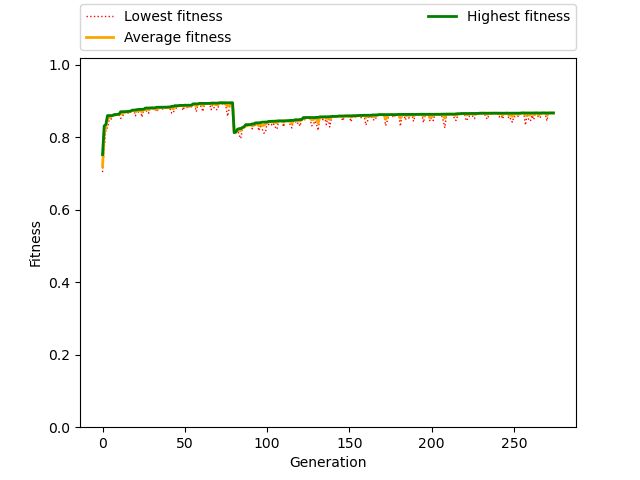 Lowest fitness
Average fitness
Highest fitness
1.0
0.8
0.6
0.4
0.2
0.0
Fitness
0 50 100 150 200 250
Generation